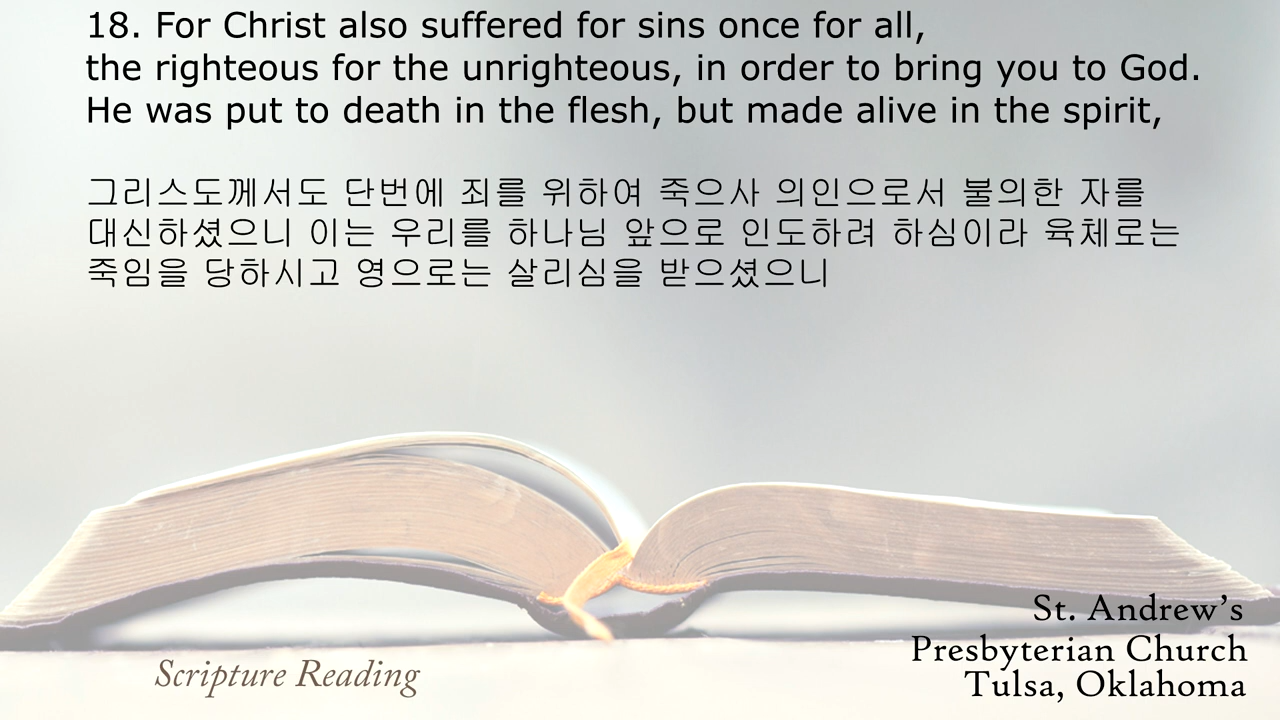 18. For Christ also suffered for sins once for all,
the righteous for the unrighteous, in order to bring you to God.
He was put to death in the flesh, but made alive in the spirit,
그리스도께서도 단번에 죄를 위하여 죽으사 의인으로서 불의한 자를
대신하셨으니 이는 우리를 하나님 앞으로 인도하려 하심이라 육체로는
죽임을 당하시고 영으로는 살리심을 받으셨으니
St. Andrew's
Presbyterian Church
Tulsa, Oklahoma
Scripture Reading